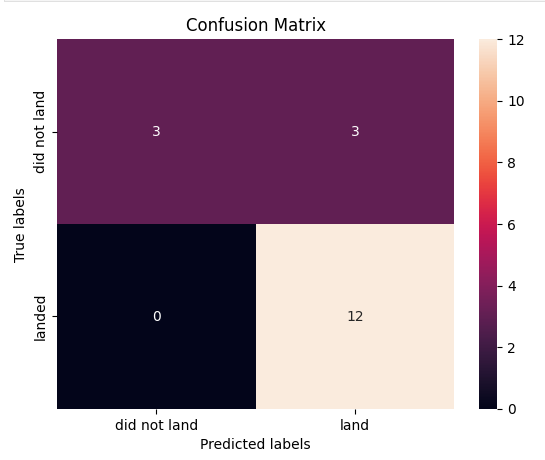 Confusion Matrix
True labels
did not land
landed
3
3
0
12
did not land
land
Predicted labels
12
10
8
6
4
2
0